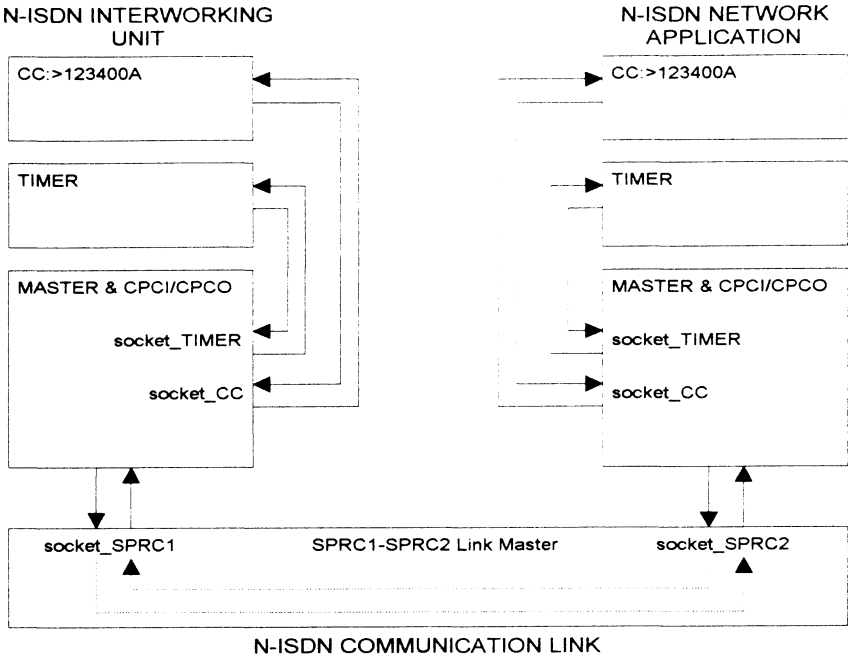 N-ISDN INTERWORKING
UNIT
N-ISDN NETWORK
APPLICATION
CC:>123400A
CC:>123400A
TIMER
TIMER
MASTER & CPCI/CPCO
MASTER & CPCI/CPCO
socket_TIMER
socket_TIMER
socket_CC
socket_CC
socket_SPRC1
SPRC1-SPRC2 Link Master
socket_SPRC2
N-ISDN COMMUNICATION LINK